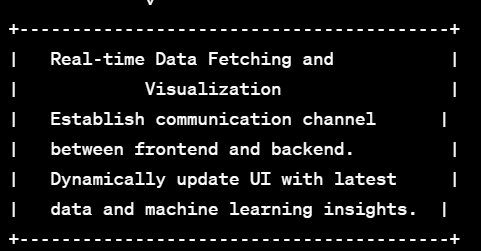 v
+-----------------------------------------+
|   Real-time Data Fetching and           |
|            Visualization                |
|   Establish communication channel      |
|   between frontend and backend.         |
|   Dynamically update UI with latest     |
|   data and machine learning insights.  |
+-----------------------------------------+